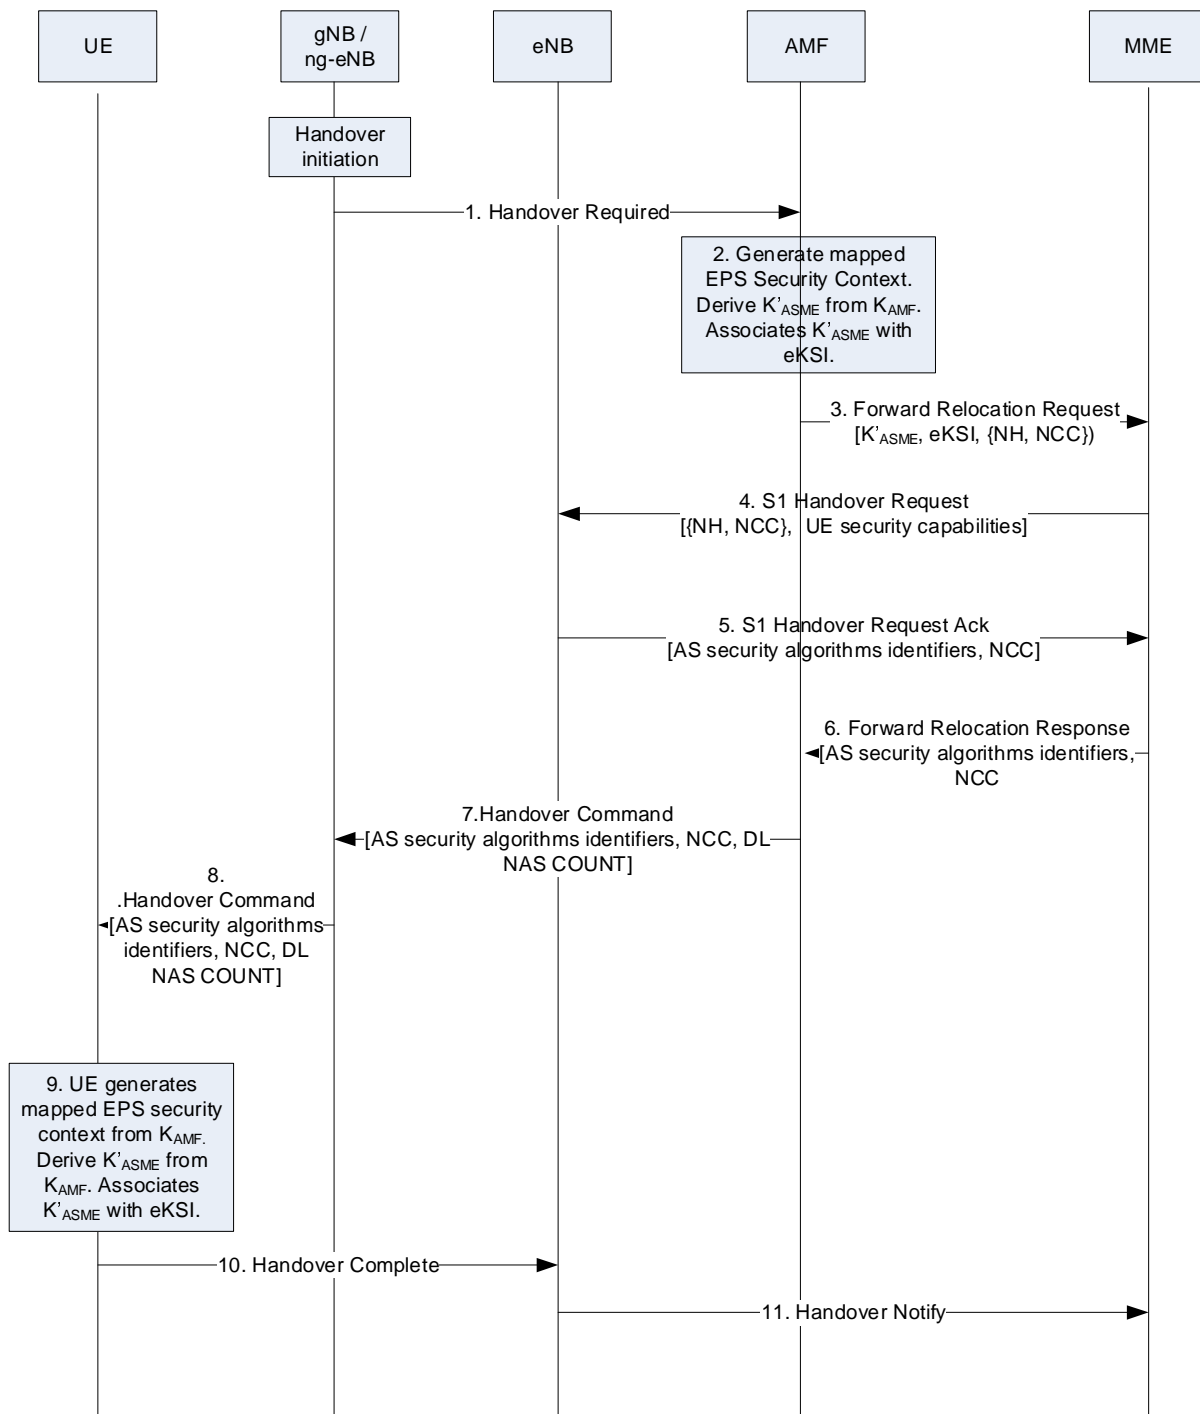 UE
gNB /
ng-eNB
eNB
AMF
MME
Handover
initiation
1. Handover Required
2. Generate mapped
EPS Security Context.
Derive K’ASME from KAMF.
Associates K’ASME with
eKSI.
3. Forward Relocation Request
[K’ASME, eKSI, {NH, NCC})
4. S1 Handover Request
[{NH, NCC}, UE security capabilities]
5. S1 Handover Request Ack
[AS security algorithms identifiers, NCC]
6. Forward Relocation Response
[AS security algorithms identifiers,
NCC
7.Handover Command
[AS security algorithms identifiers, NCC, DL
NAS COUNT]
8.
.Handover Command
[AS security algorithms
identifiers, NCC, DL
NAS COUNT]
9. UE generates
mapped EPS security
context from KAMF.
Derive K’ASME from
KAMF. Associates
K’ASME with eKSI.
10. Handover Complete
11. Handover Notify